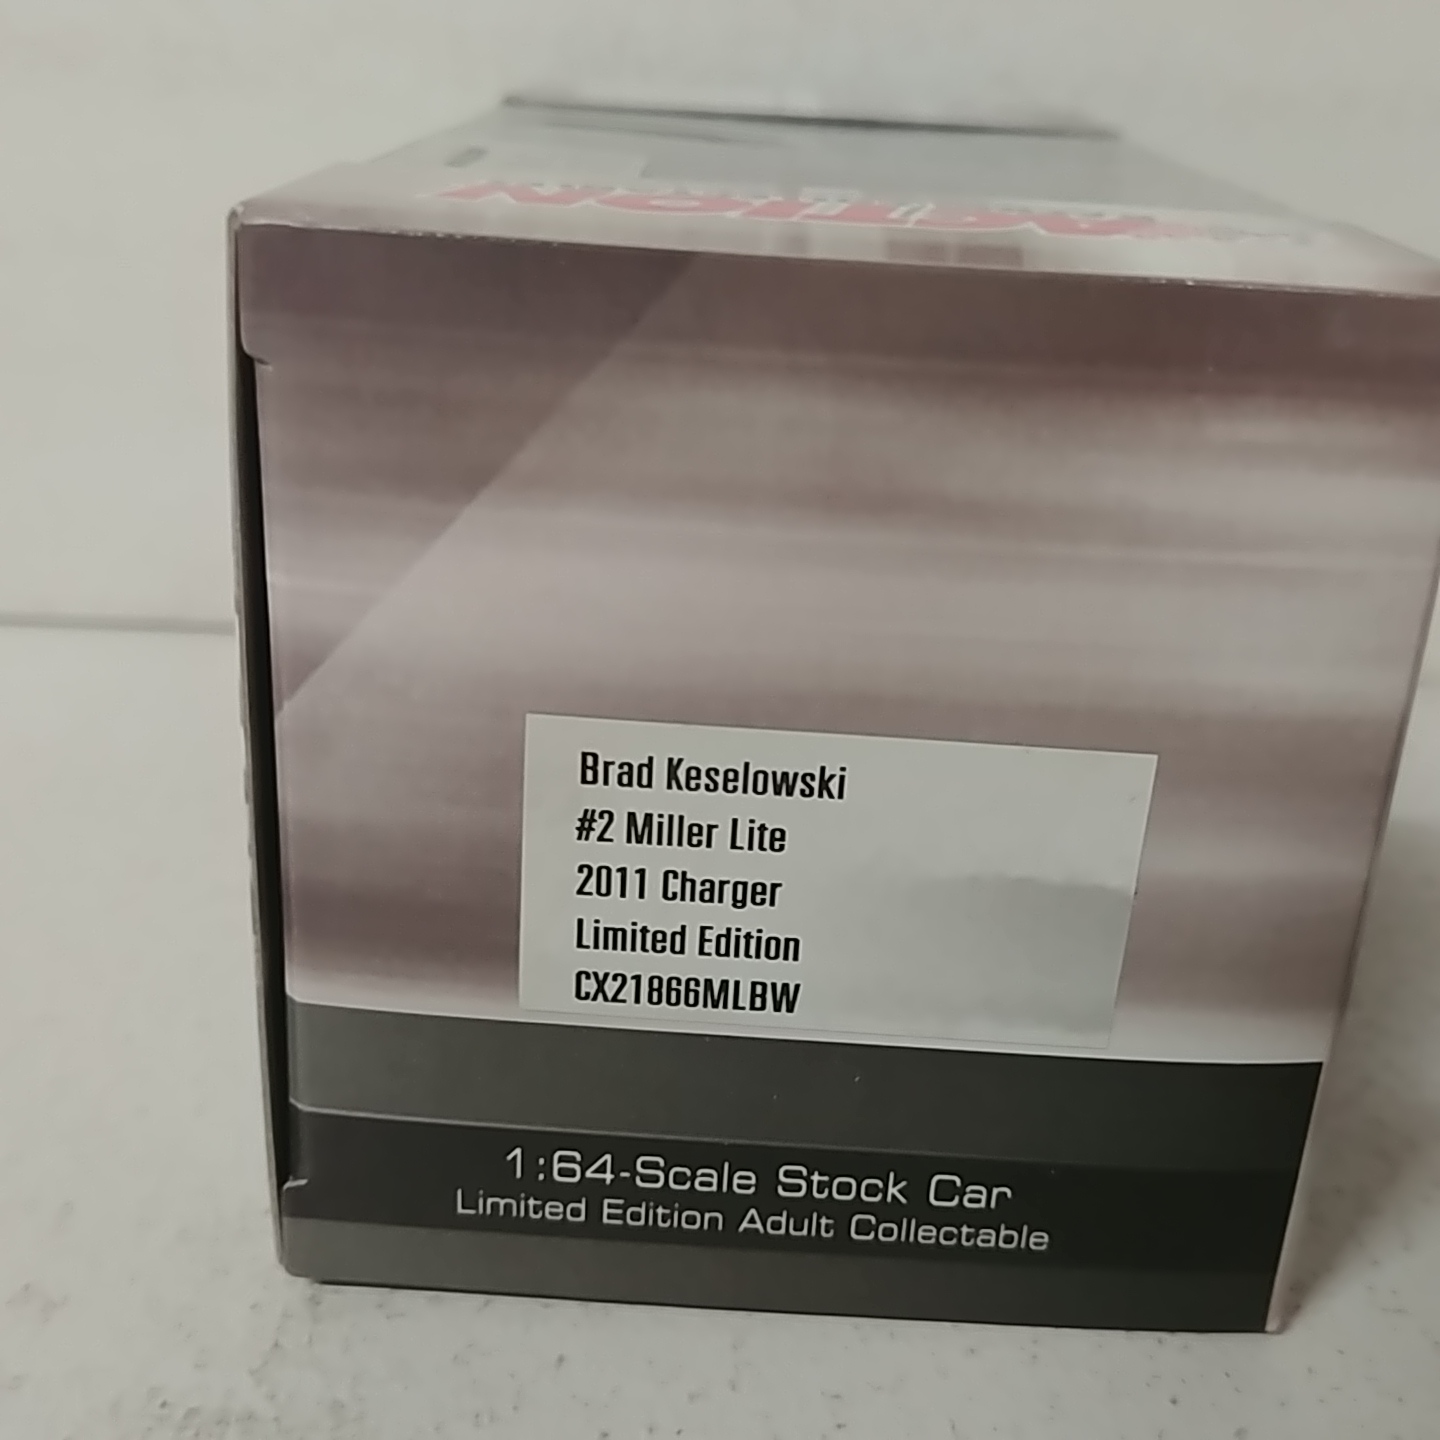 ACTION
Brad Keselowski
#2 Miller Lite
2011 Charger
Limited Edition
CX21866MLBW
1:64-Scale Stock Car
Limited Edition Adult Collectable